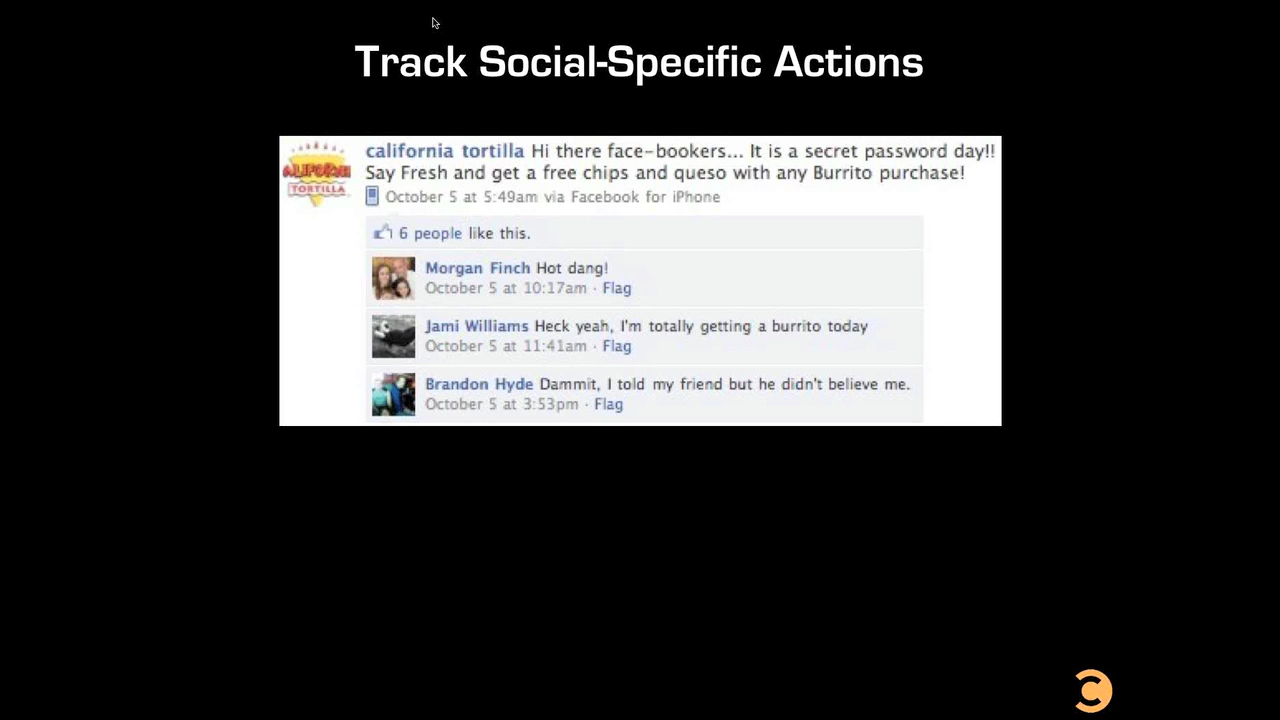 Track Social-Specific Actions
california tortilla Hi there face-bookers... It is a secret password day!!
Say Fresh and get a free chips and queso with any Burrito purchase!
October 5 at 5:49am via Facebook for iPhone
6 people like this.
Morgan Finch Hot dang!
October 5 at 10:17am · Flag
Jami Williams Heck yeah, I'm totally getting a burrito today
October 5 at 11:41am · Flag
Brandon Hyde Dammit, I told my friend but he didn't believe me.
October 5 at 3:53pm · Flag
TORTILLA